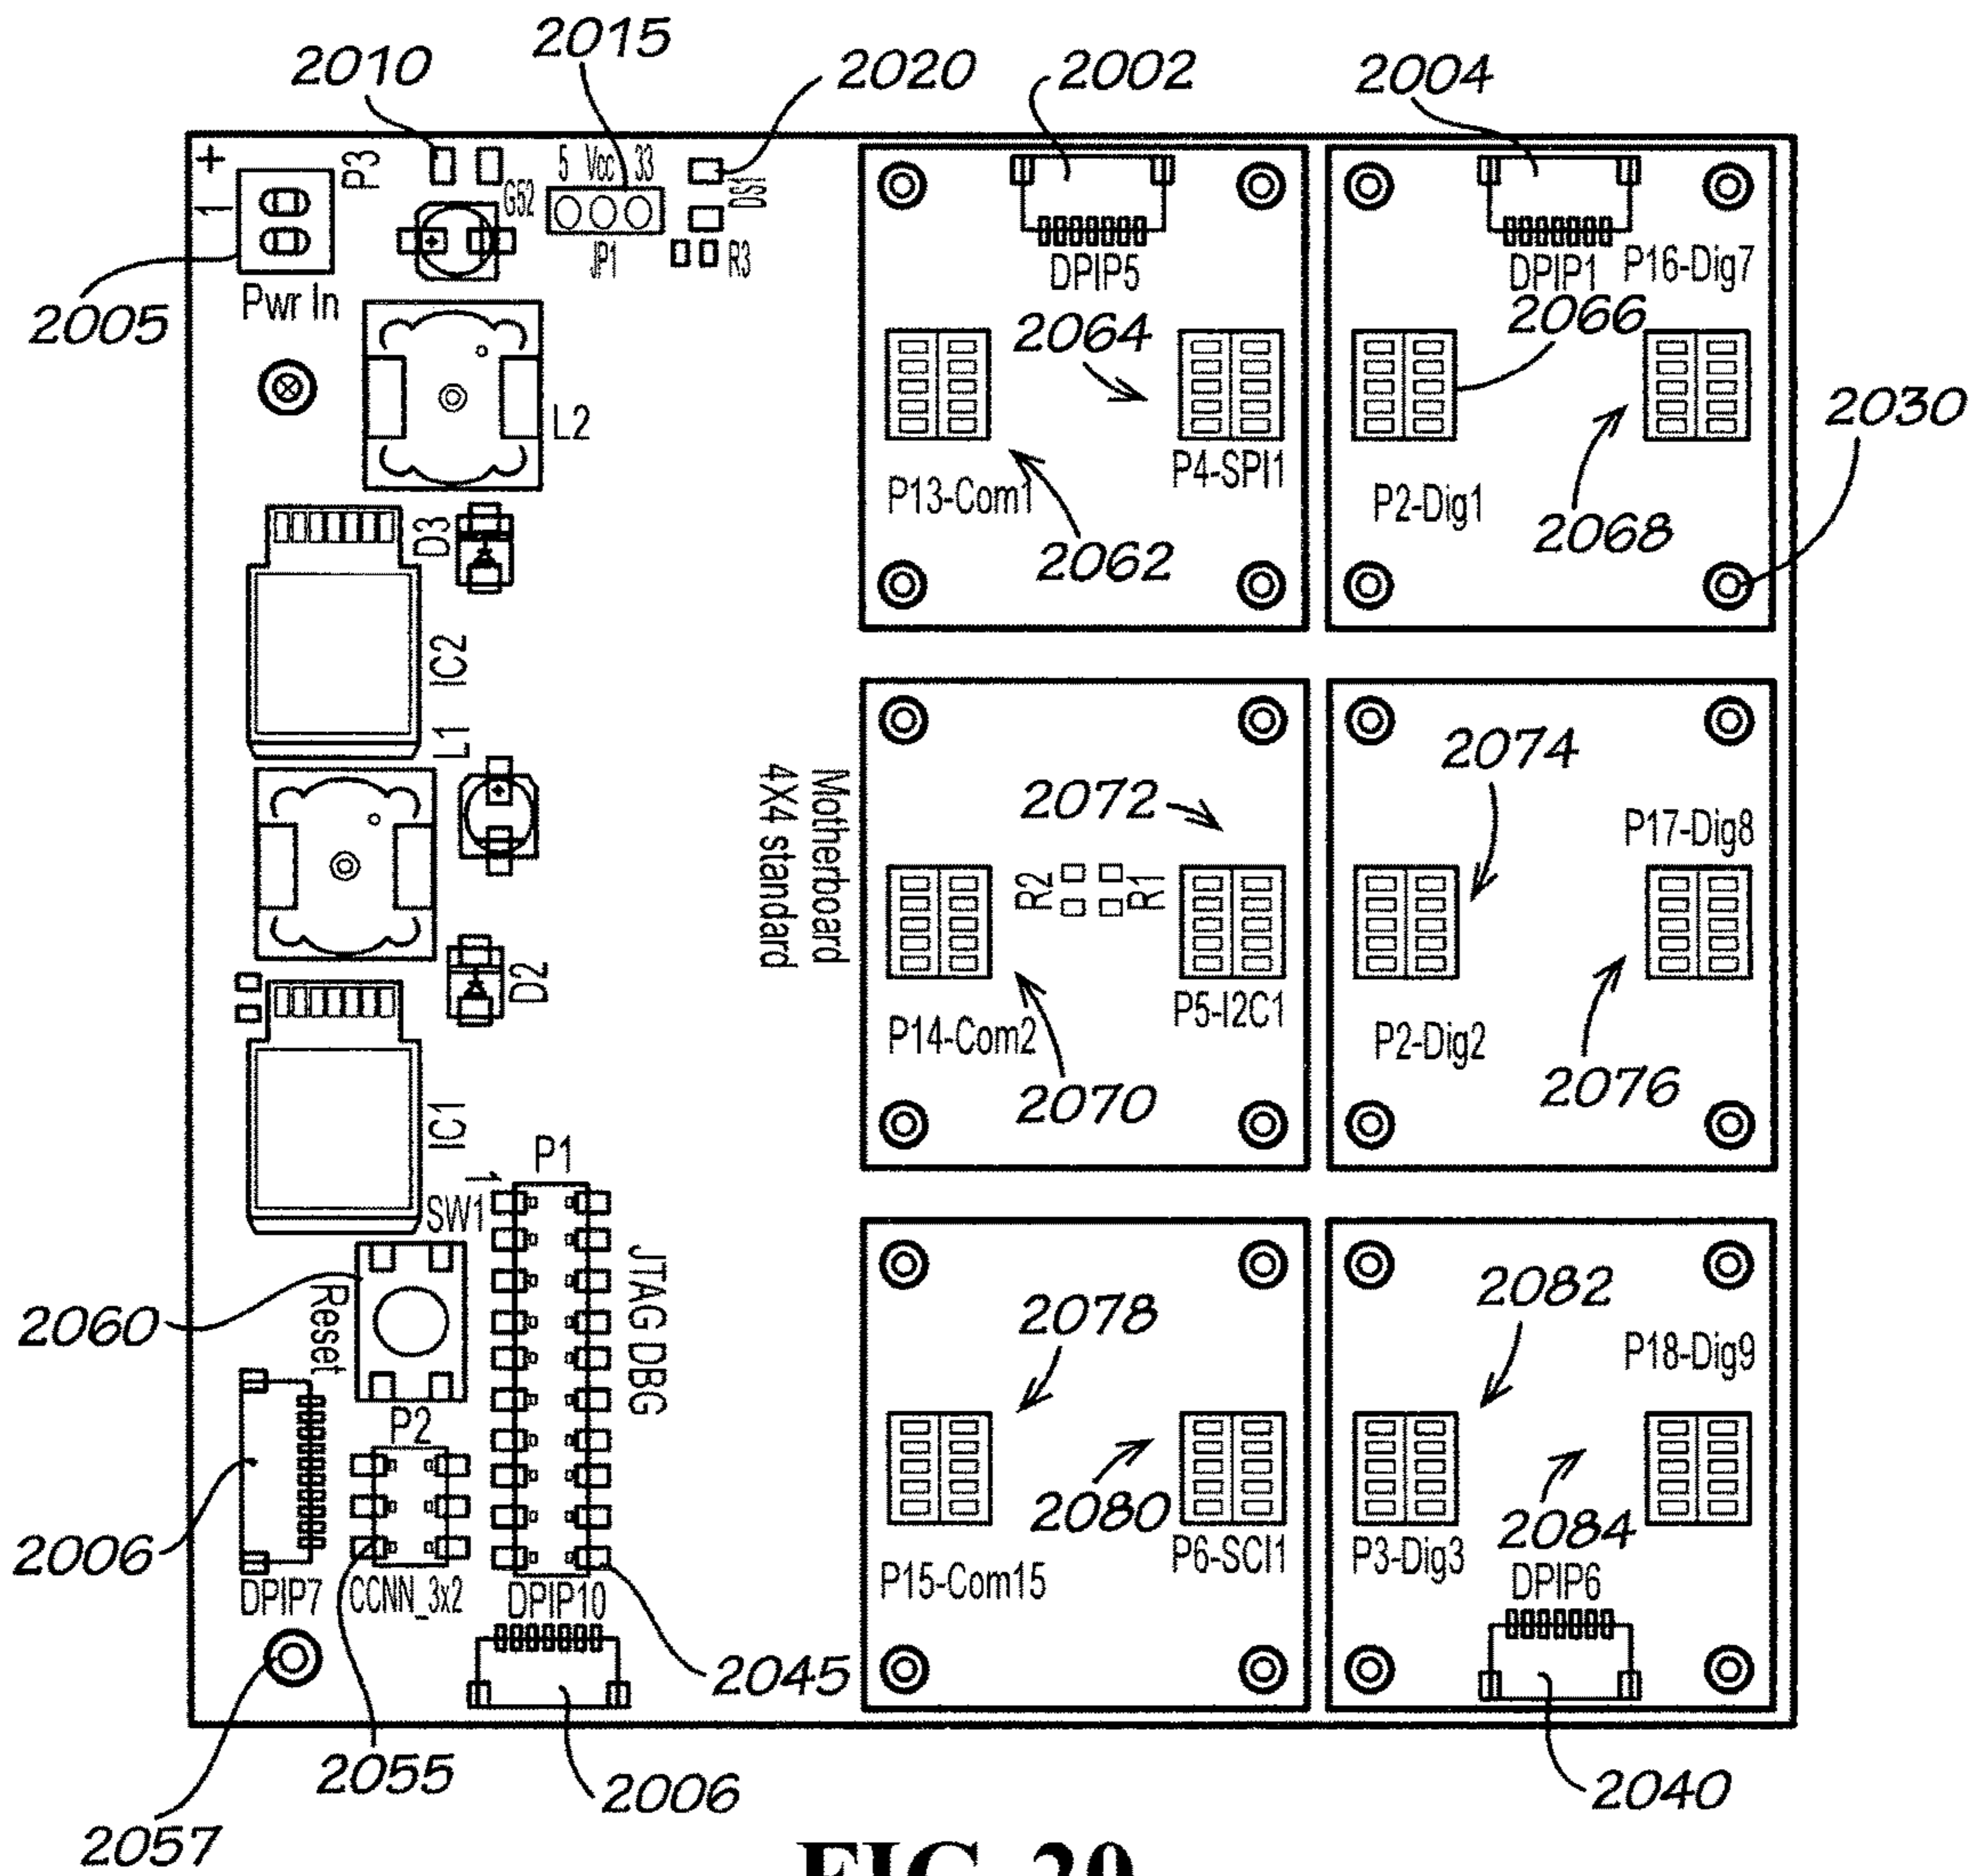 2010
2015
2020
2002
2004
+
1
P3
5 Vcc 33
G52
JP1
DS1
R3
2005
Pwr In
DPIP5
DPIP1
P16-Dig7
2064
2066
2030
L2
P13-Com1
P4-SPI1
P2-Dig1
2068
2062
D3
IC2
L1
2072
2074
P17-Dig8
Motherboard
4X4 standard
R2
R1
D2
P14-Com2
P5-I2C1
P2-Dig2
2070
2076
IC1
P1
1
SW1
JTAG DBG
2060
Reset
2078
2082
P18-Dig9
P2
2006
2080
2084
P15-Com15
P6-SCI1
P3-Dig3
DPIP6
DPIP7
CCNN_3x2
DPIP10
2045
2055
2006
2040
2057
FIG. 20